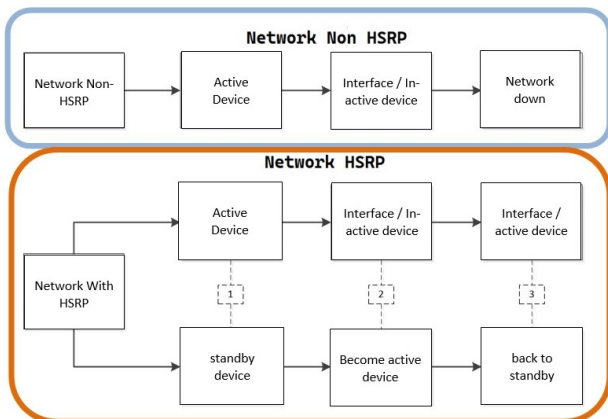 Network Non HSRP
Network Non-
HSRP
Active
Device
Interface / In-
active device
Network
down
Network HSRP
Network With
HSRP
Active
Device
Interface / In-
active device
Interface /
active device
1
2
3
standby
device
Become active
device
back to
standby